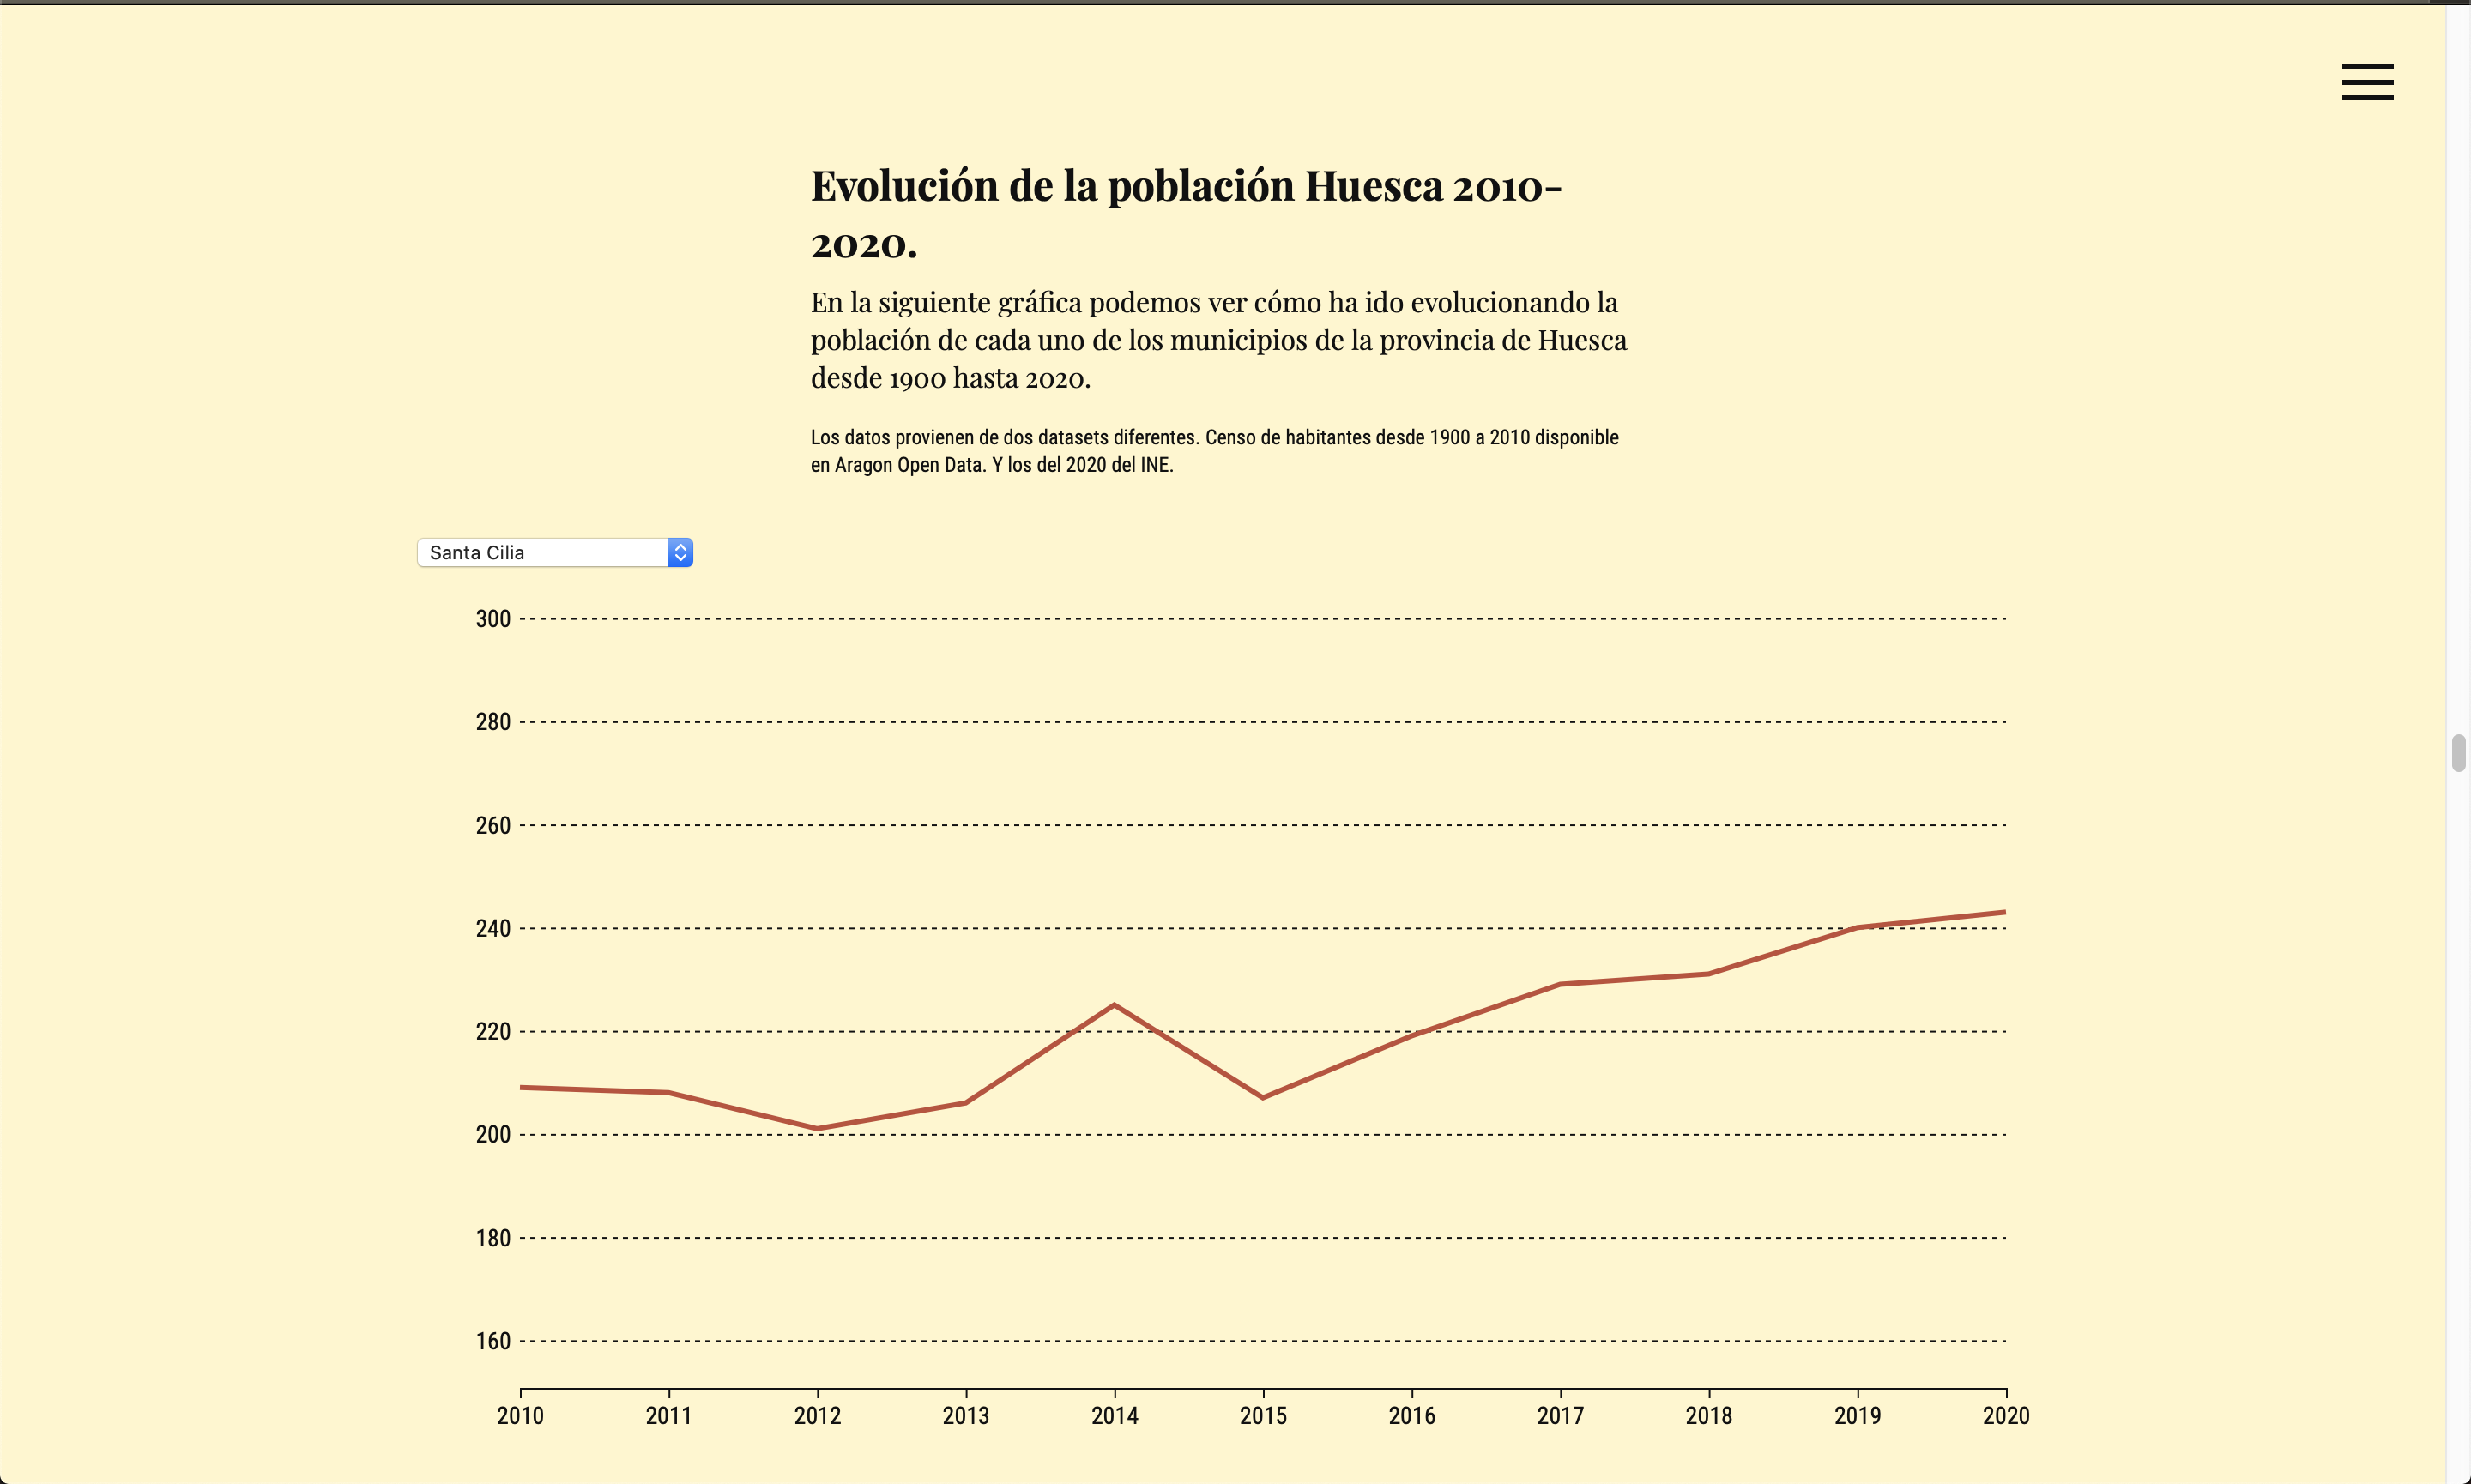 Evolución de la población Huesca 2010-
2020.
En la siguiente gráfica podemos ver cómo ha ido evolucionando la
población de cada uno de los municipios de la provincia de Huesca
desde 1900 hasta 2020.
Los datos provienen de dos datasets diferentes. Censo de habitantes desde 1900 a 2010 disponible
en Aragon Open Data. Y los del 2020 del INE.
Santa Cilia
300
280
260
240
220
200
180
160
2010 2011 2012 2013 2014 2015 2016 2017 2018 2019 2020